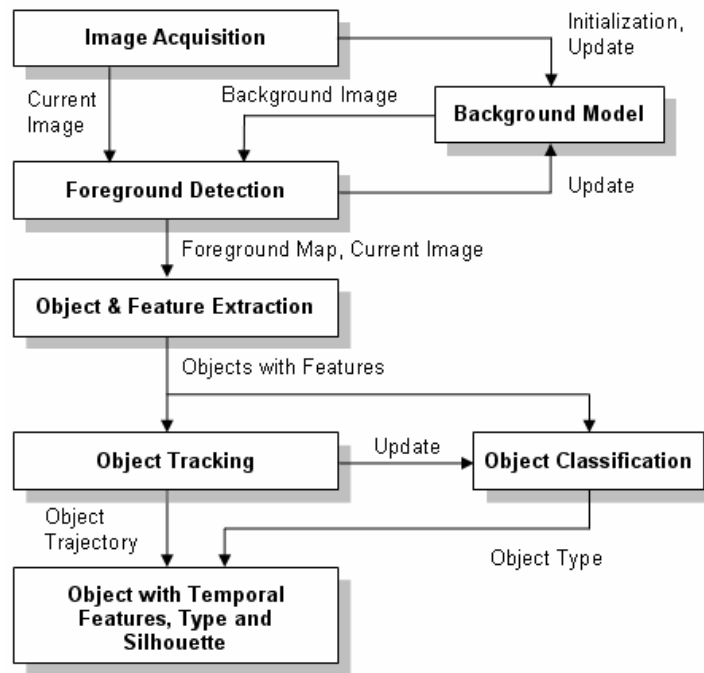 Image Acquisition
Initialization,
Update
Current
Image
Background Image
Background Model
Foreground Detection
Update
Foreground Map, Current Image
Object & Feature Extraction
Objects with Features
Object Tracking
Update
Object Classification
Object
Trajectory
Object Type
Object with Temporal
Features, Type and
Silhouette